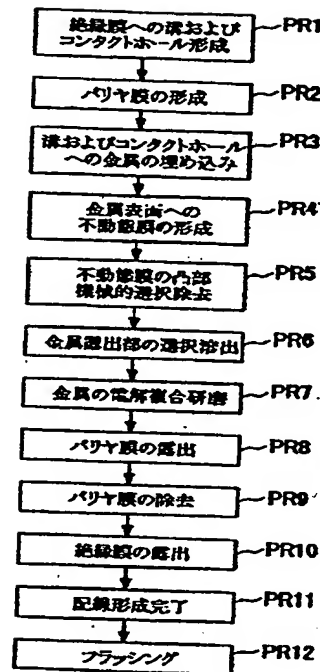 絶縁膜への溝および
コンタクトホール形成
PR1
バリヤ膜の形成
PR2
溝およびコンタクトホール
への金属の埋め込み
PR3
金属表面への
不動態膜の形成
PR4
不動態膜の凸部
機械的選択除去
PR5
金属露出部の選択溶出
PR6
金属の電解複合研磨
PR7
バリヤ膜の露出
PR8
バリヤ膜の除去
PR9
絶縁膜の露出
PR10
配線形成完了
PR11
フラッシング
PR12